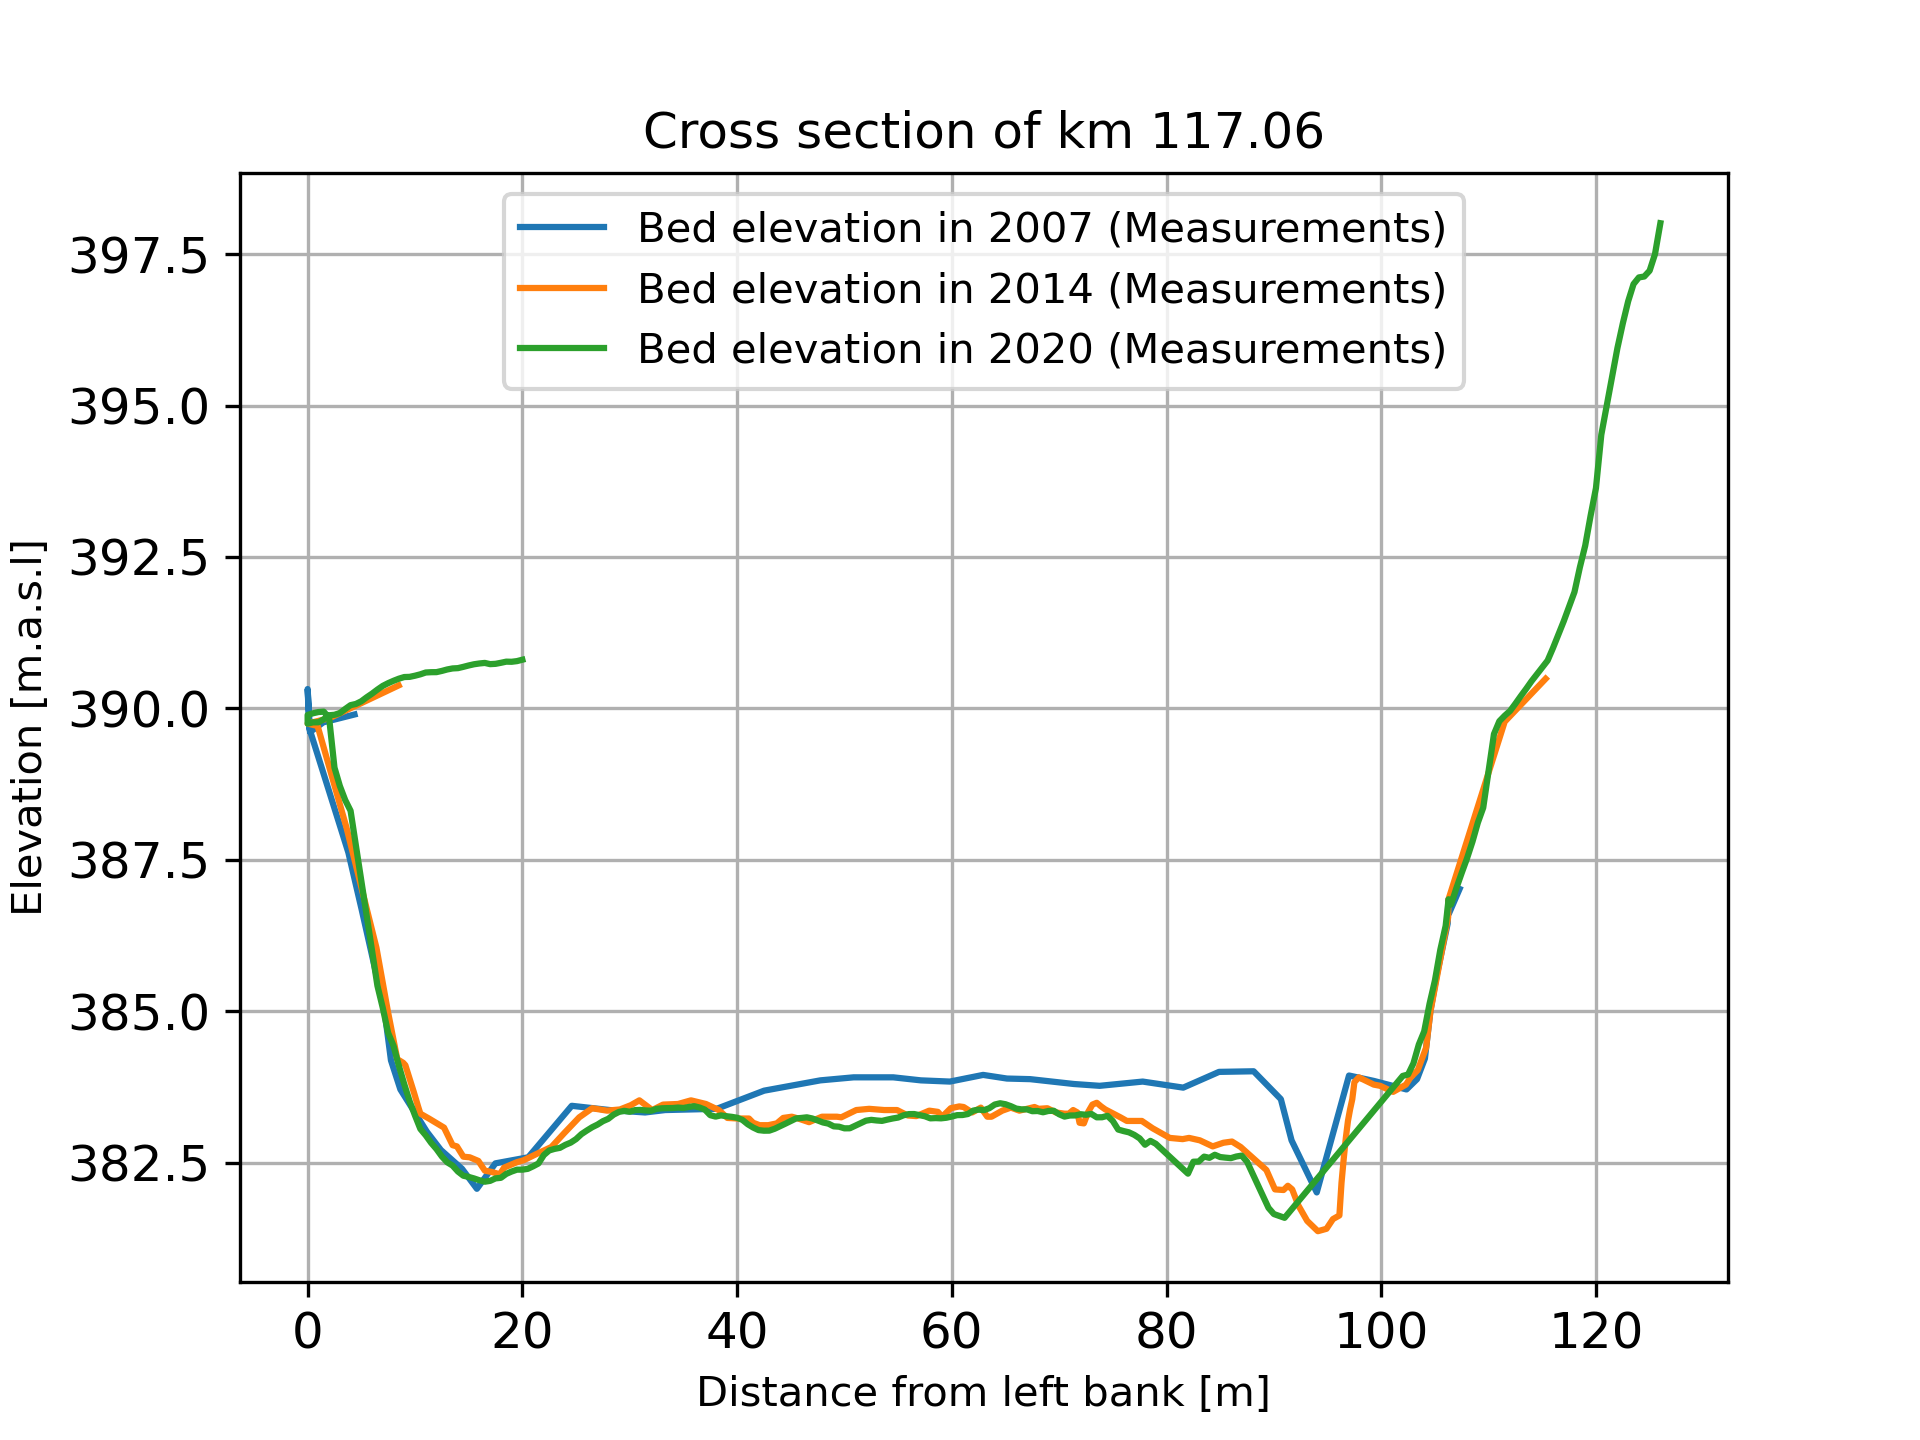 Cross section of km 117.06
Bed elevation in 2007 (Measurements)
Bed elevation in 2014 (Measurements)
Bed elevation in 2020 (Measurements)
Elevation [m.a.s.l]
397.5
395.0
392.5
390.0
387.5
385.0
382.5
0 20 40 60 80 100 120
Distance from left bank [m]